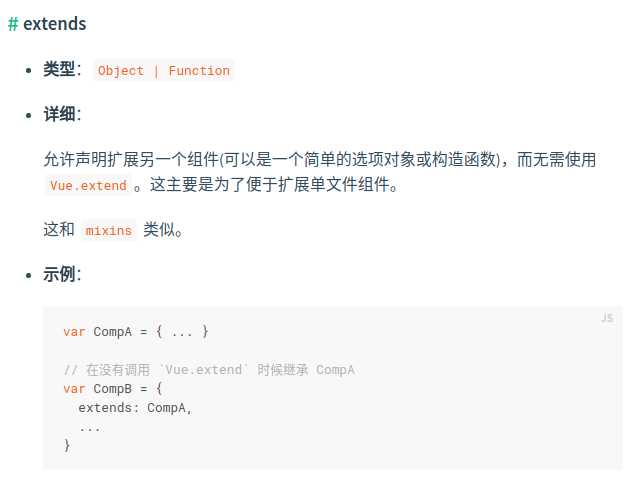 # extends
类型： Object | Function
详细：
允许声明扩展另一个组件(可以是一个简单的选项对象或构造函数)，而无需使用
Vue.extend 。这主要是为了便于扩展单文件组件。
这和 mixins 类似。
示例：
JS
var CompA = { ... }
// 在没有调用 `Vue.extend` 时候继承 CompA
var CompB = {
  extends: CompA,
  ...
}